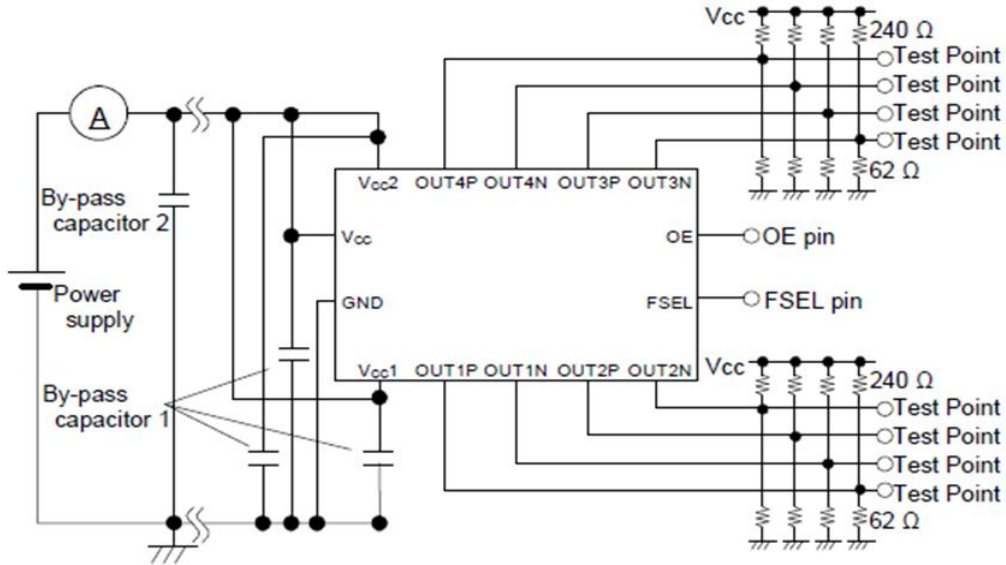 Vcc
240 Ω
Test Point
Test Point
Test Point
Test Point
62 Ω
A
By-pass
capacitor 2
Vcc2 OUT4P OUT4N OUT3P OUT3N
Vcc
OE
OE pin
Power
supply
GND
FSEL
FSEL pin
Vcc1 OUT1P OUT1N OUT2P OUT2N
By-pass
capacitor 1
Vcc
240 Ω
Test Point
Test Point
Test Point
Test Point
62 Ω